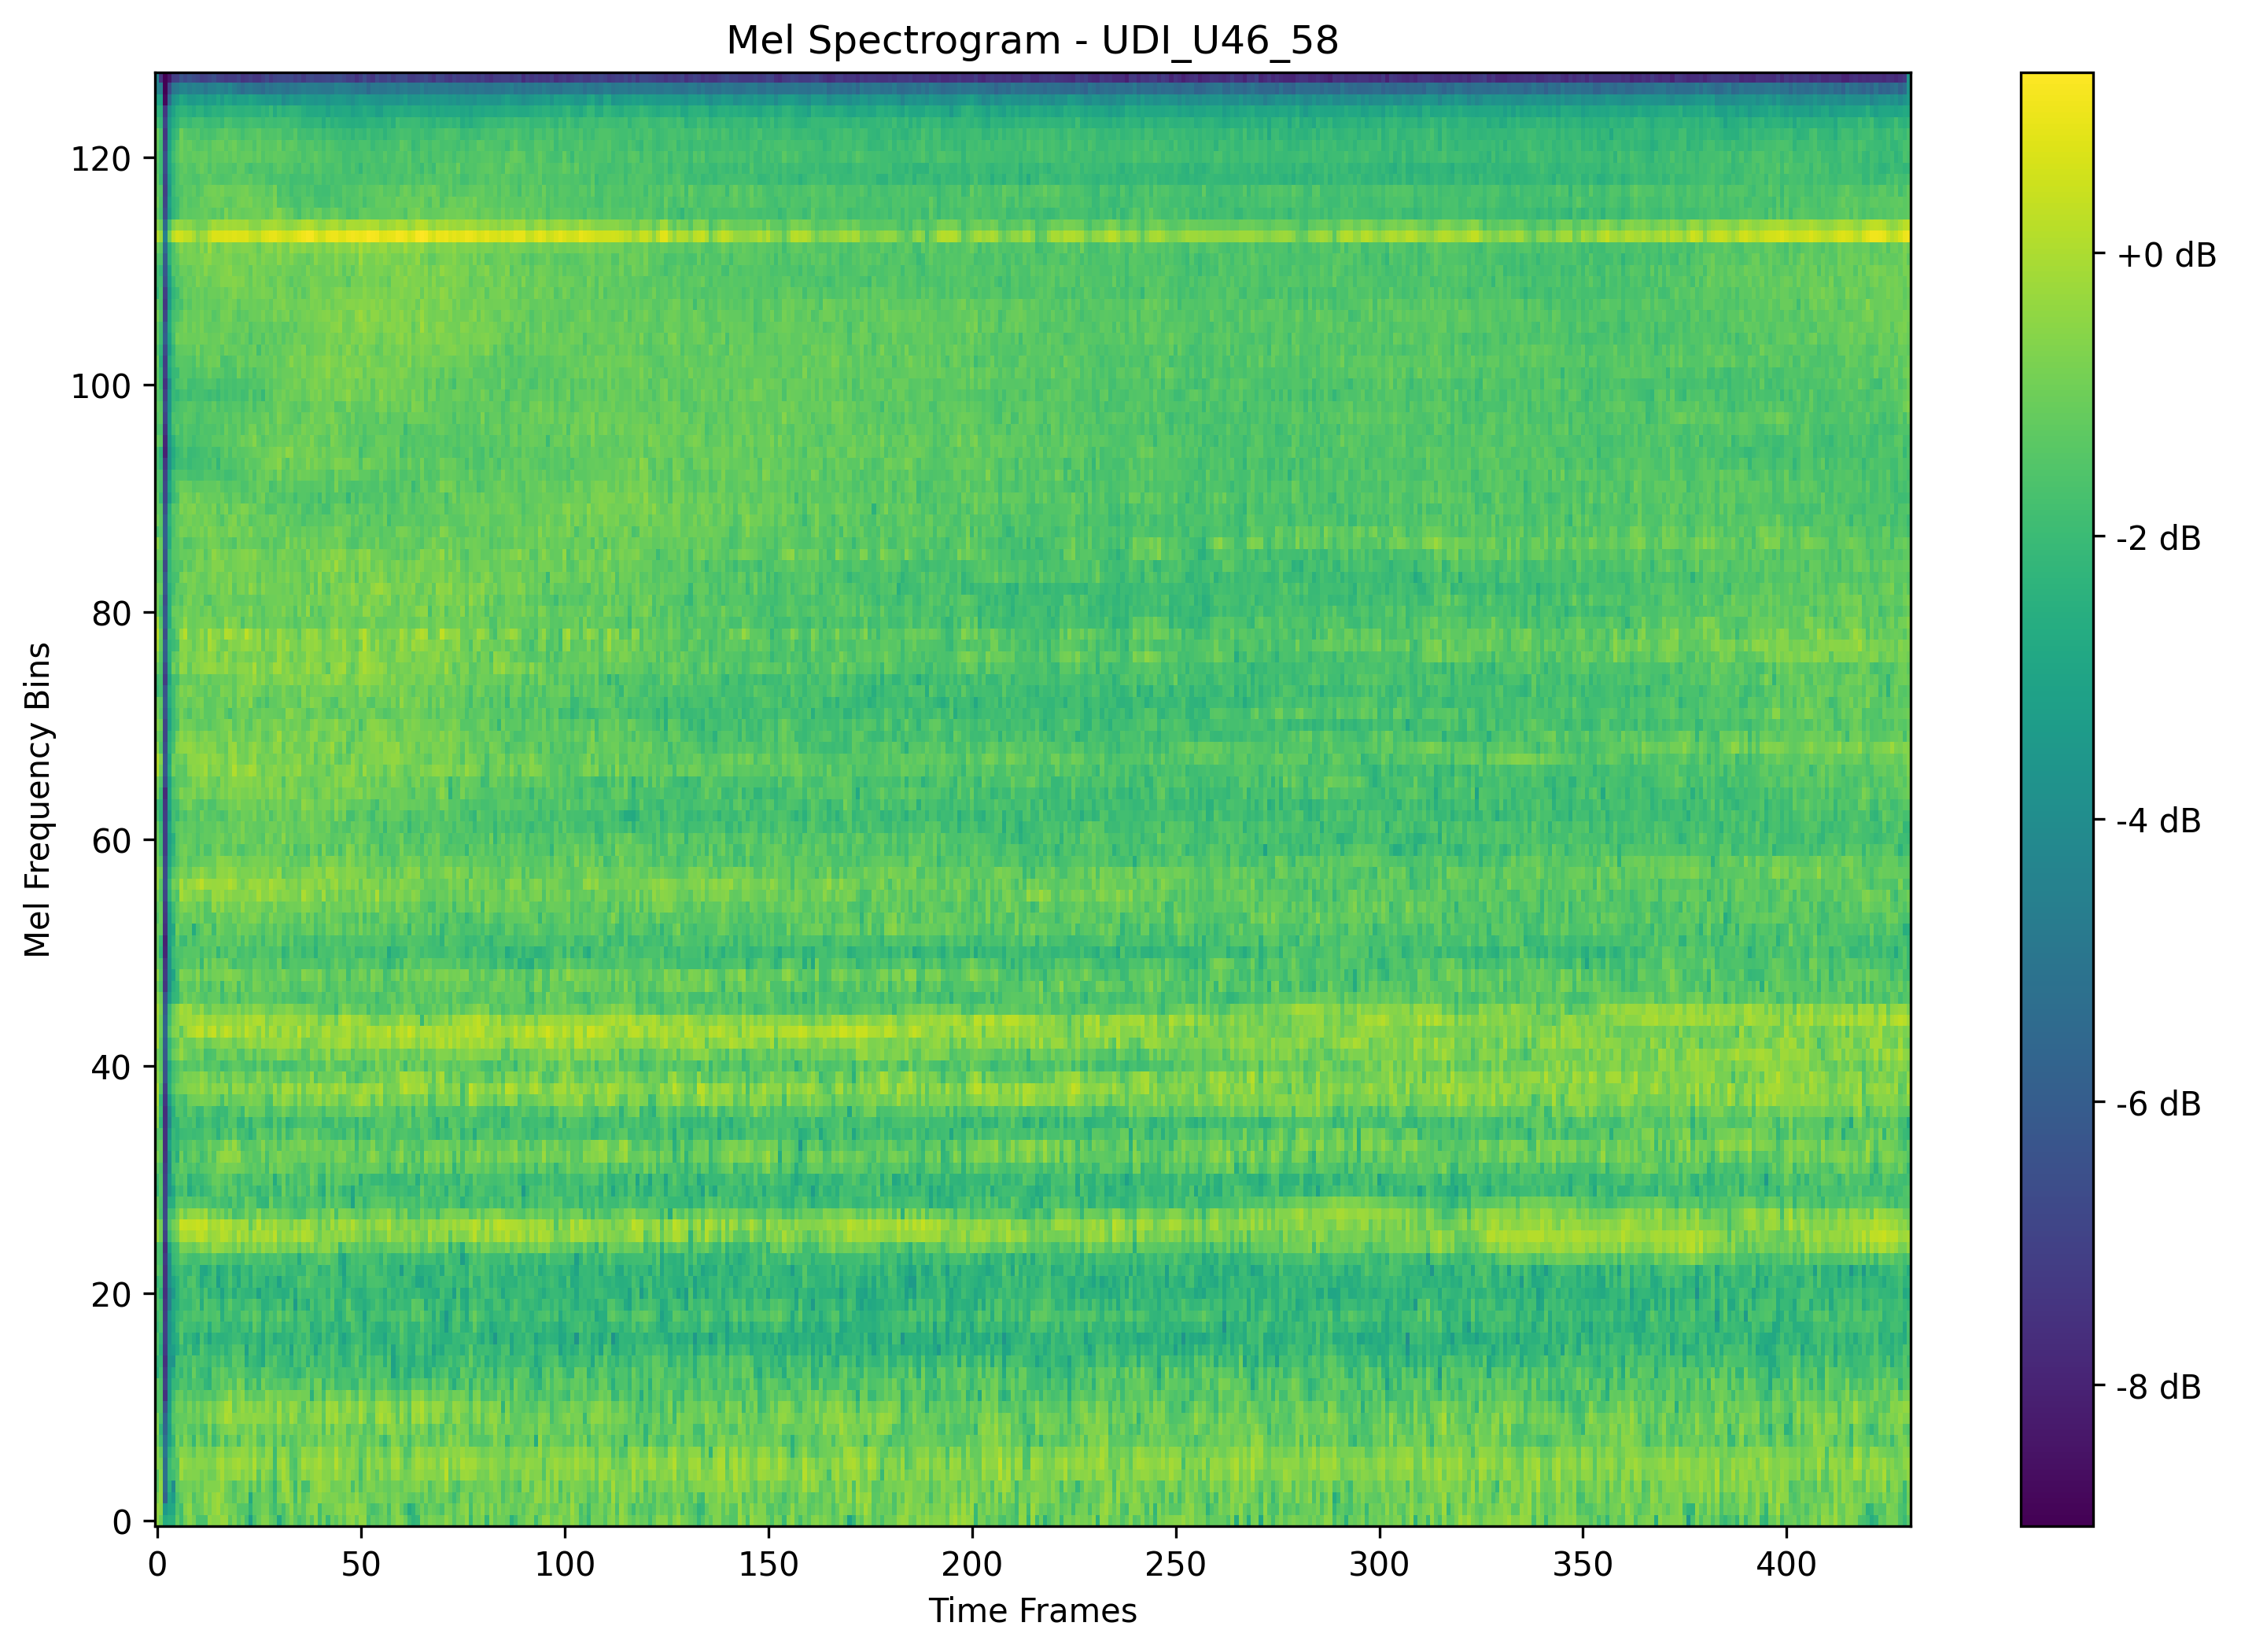 Mel Spectrogram - UDI_U46_58
Mel Frequency Bins
120
100
80
60
40
20
0
0 50 100 150 200 250 300 350 400
Time Frames
+0 dB
-2 dB
-4 dB
-6 dB
-8 dB